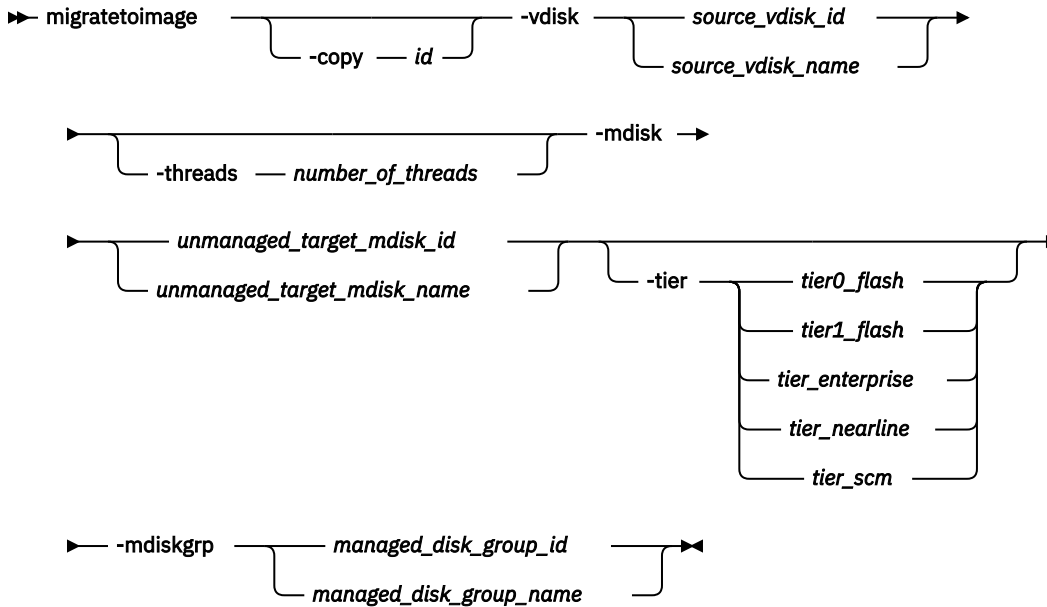 migratetoimage -vdisk source_vdisk_id
-copy id source_vdisk_name
-mdisk
-threads number_of_threads
unmanaged_target_mdisk_id
unmanaged_target_mdisk_name -tier tier0_flash
tier1_flash
tier_enterprise
tier_nearline
tier_scm
-mdiskgrp managed_disk_group_id
managed_disk_group_name